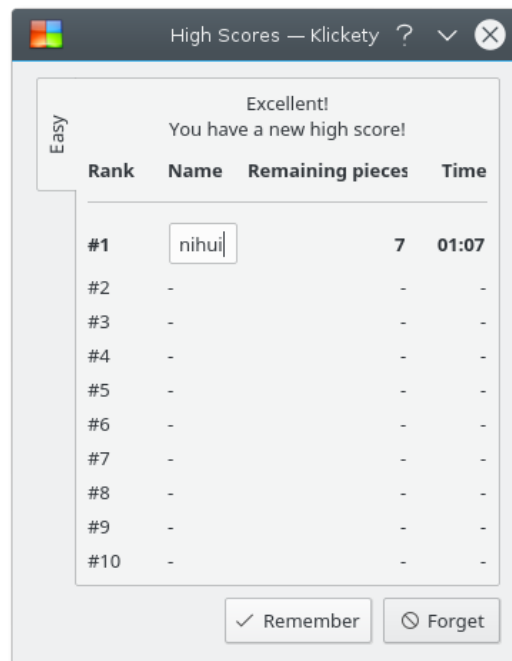 High Scores — Klickety ?
Easy
Excellent!
You have a new high score!
Rank Name Remaining pieces Time
#1 nihui 7 01:07
#2 - - -
#3 - - -
#4 - - -
#5 - - -
#6 - - -
#7 - - -
#8 - - -
#9 - - -
#10 - - -
Remember Forget